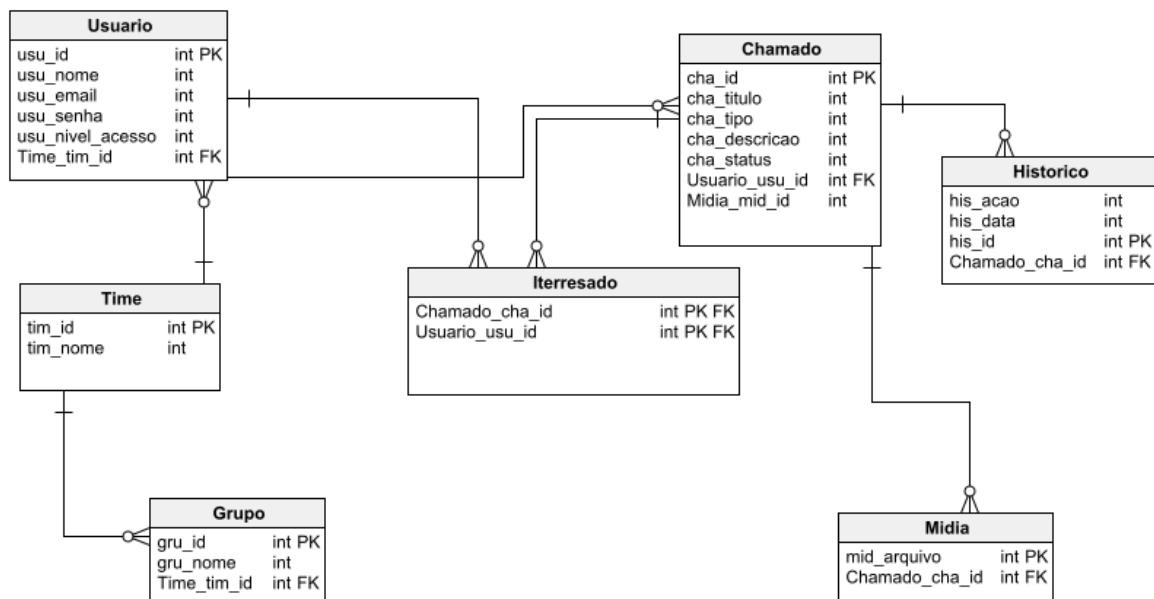 Usuario
usu_id int PK
usu_nome int
usu_email int
usu_senha int
usu_nivel_acesso int
Time_tim_id int FK
Chamado
cha_id int PK
cha_titulo int
cha_tipo int
cha_descricao int
cha_status int
Usuario_usu_id int FK
Midia_mid_id int
Historico
his_acao int
his_data int
his_id int PK
Chamado_cha_id int FK
Iterresado
Chamado_cha_id int PK FK
Usuario_usu_id int PK FK
Time
tim_id int PK
tim_nome int
Grupo
gru_id int PK
gru_nome int
Time_tim_id int FK
Midia
mid_arquivo int PK
Chamado_cha_id int FK